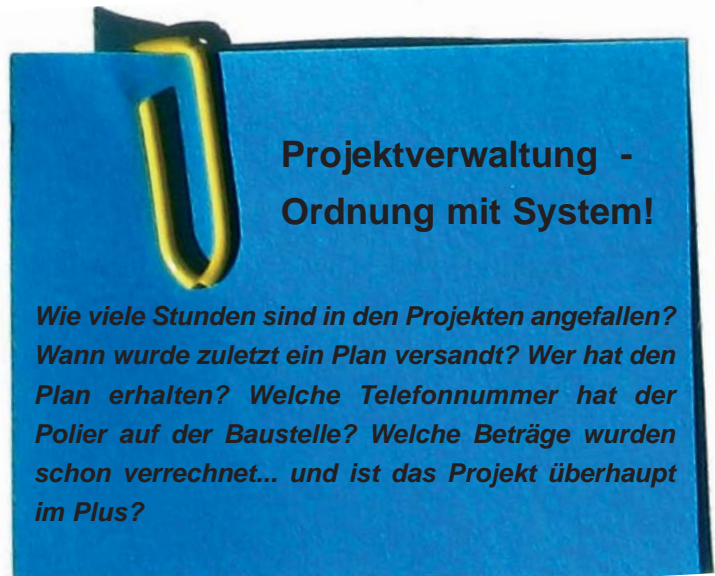 Projektverwaltung -
Ordnung mit System!
Wie viele Stunden sind in den Projekten angefallen?
Wann wurde zuletzt ein Plan versandt? Wer hat den
Plan erhalten? Welche Telefonnummer hat der
Polier auf der Baustelle? Welche Beträge wurden
schon verrechnet... und ist das Projekt überhaupt
im Plus?